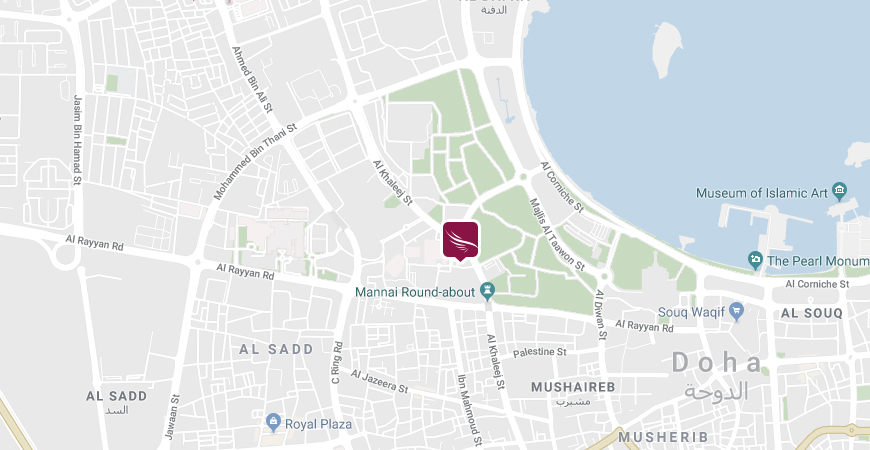 الدفنة
Ahmed Bin Ali St
Jasim Bin Hamad St
Mohammed Bin Thani St
Al Khaleej St
Al Corniche St
Museum of Islamic Art
Majlis Al Taawon St
Al Rayyan Rd
Al Rayyan Rd
The Pearl Monum
Mannai Round-about
Al Corniche St
Al Diwan St
Souq Waqif
AL SOUQ
Al Rayyan Rd
C Ring Rd
AL SADD
Al Khaleej St
Palestine St
Doha
الدوحة
Al Jazeera St
MUSHAIREB
مشيرب
AL SADD
السد
Jawaan St
Ibn Mahmoud St
Royal Plaza
MUSHERIB